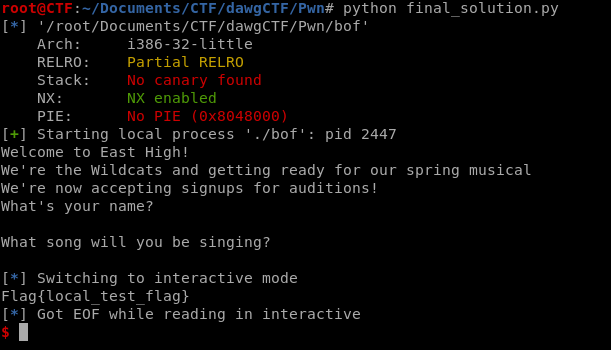 root@CTF:~/Documents/CTF/dawgCTF/Pwn# python final_solution.py
[*] '/root/Documents/CTF/dawgCTF/Pwn/bof'
    Arch:     i386-32-little
    RELRO:    Partial RELRO
    Stack:    No canary found
    NX:       NX enabled
    PIE:      No PIE (0x8048000)
[+] Starting local process './bof': pid 2447
Welcome to East High!
We're the Wildcats and getting ready for our spring musical
We're now accepting signups for auditions!
What's your name?
What song will you be singing?
[*] Switching to interactive mode
Flag{local_test_flag}
[*] Got EOF while reading in interactive
$